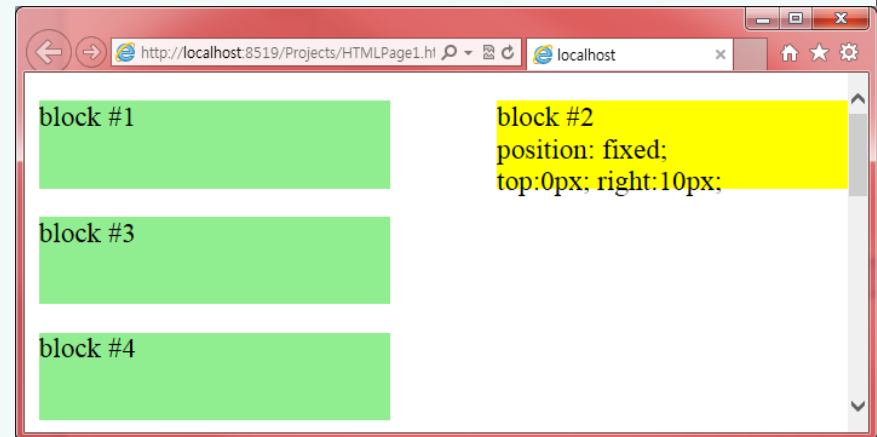 http://localhost:8519/Projects/HTMLPage1.ht
localhost
block #1
block #2
position: fixed;
top:0px; right:10px;
block #3
block #4